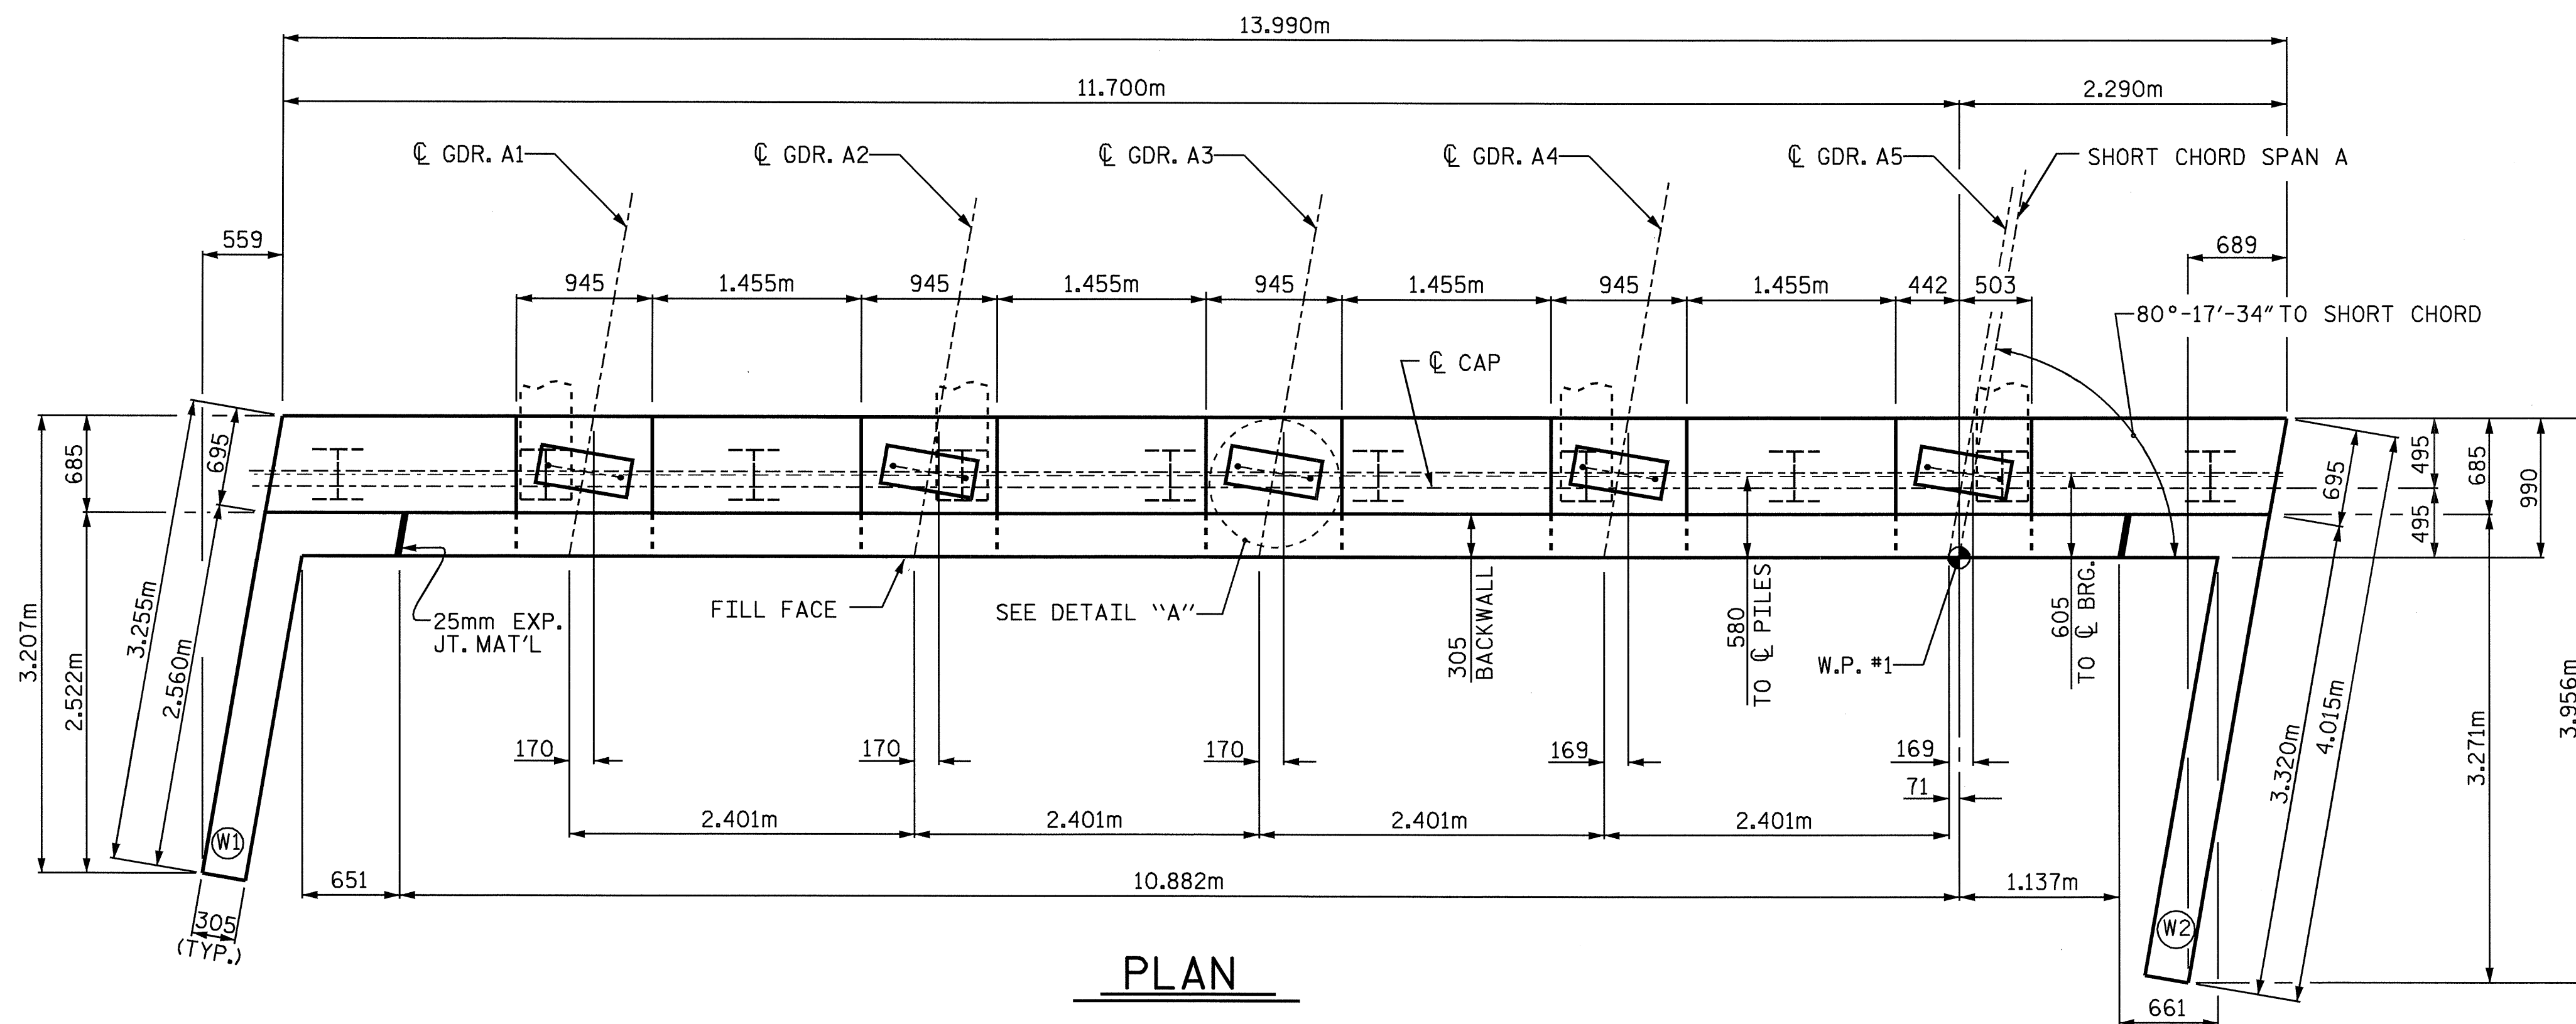 13.990m
11.700m
2.290m
℄ GDR. A1
℄ GDR. A2
℄ GDR. A3
℄ GDR. A4
℄ GDR. A5
SHORT CHORD SPAN A
559
689
945
1.455m
945
1.455m
945
1.455m
945
1.455m
442
503
80°-17'-34" TO SHORT CHORD
℄ CAP
685
695
3.207m
3.255m
2.560m
2.522m
495
495
685
990
695
25mm EXP.
JT. MAT'L
FILL FACE
SEE DETAIL "A"
305
BACKWALL
580
TO ℄ PILES
W.P. #1
605
TO ℄ BRG.
3.320m
4.015m
3.271m
3.956m
170
170
170
169
169
71
2.401m
2.401m
2.401m
2.401m
W1
651
10.882m
1.137m
305
(TYP.)
W2
661
PLAN